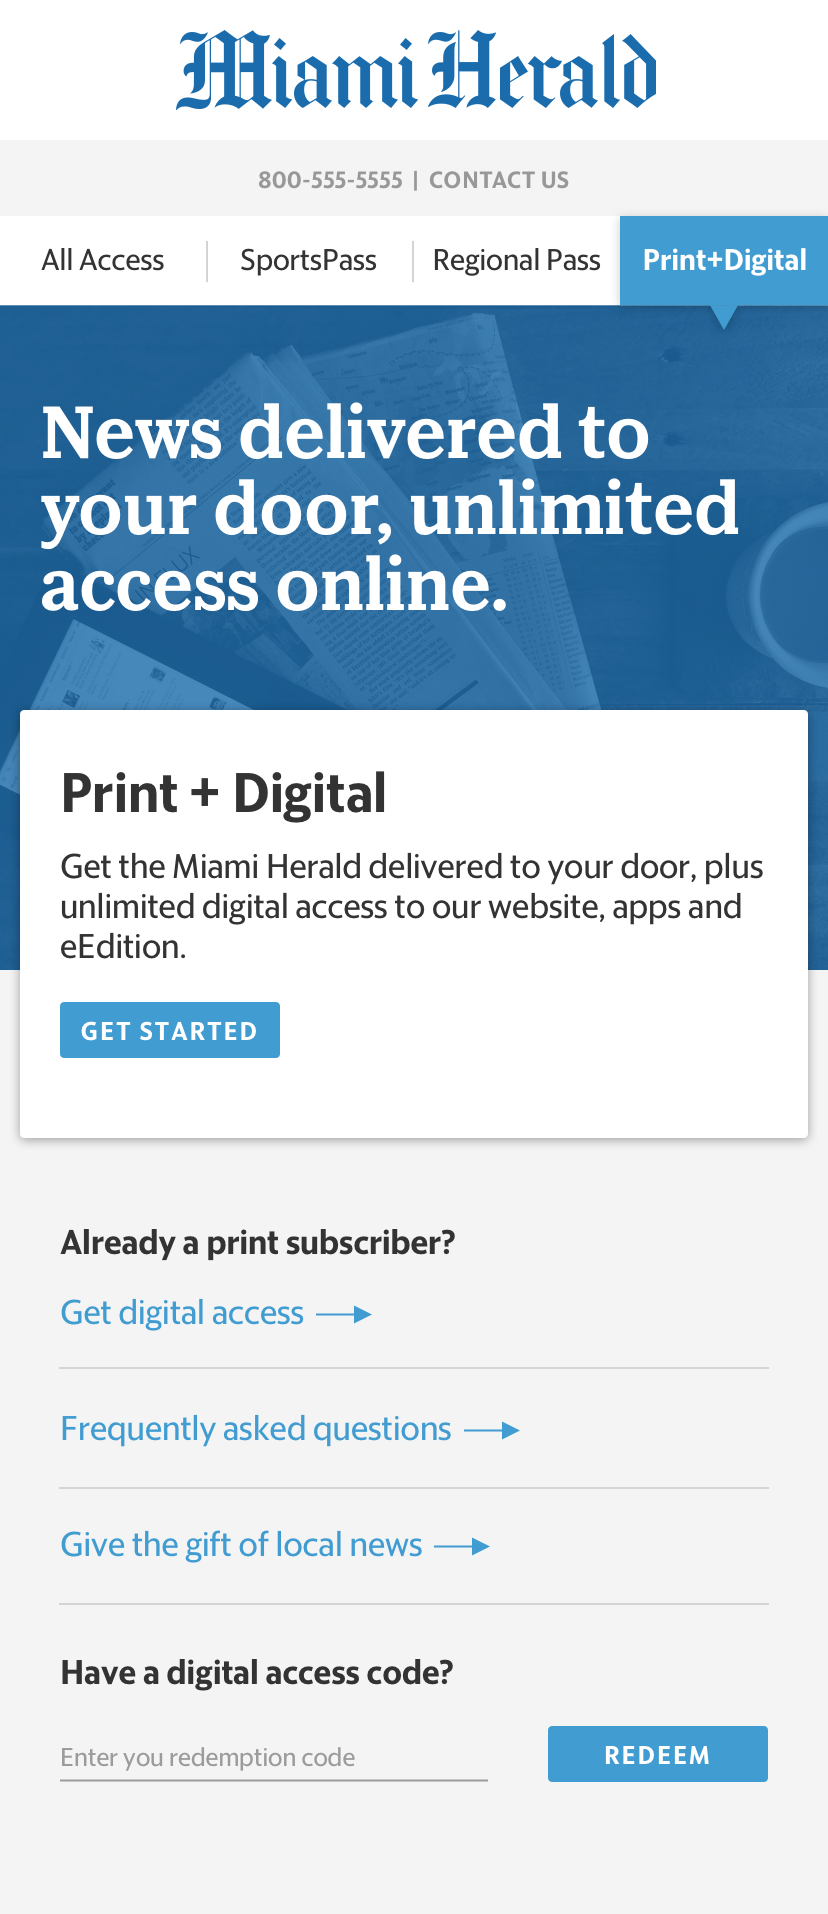 Miami Herald
800-555-5555 | CONTACT US
All Access
SportsPass
Regional Pass
Print+Digital
News delivered to
your door, unlimited
access online.
Print + Digital
Get the Miami Herald delivered to your door, plus
unlimited digital access to our website, apps and
eEdition.
GET STARTED
Already a print subscriber?
Get digital access
Frequently asked questions
Give the gift of local news
Have a digital access code?
Enter you redemption code
REDEEM